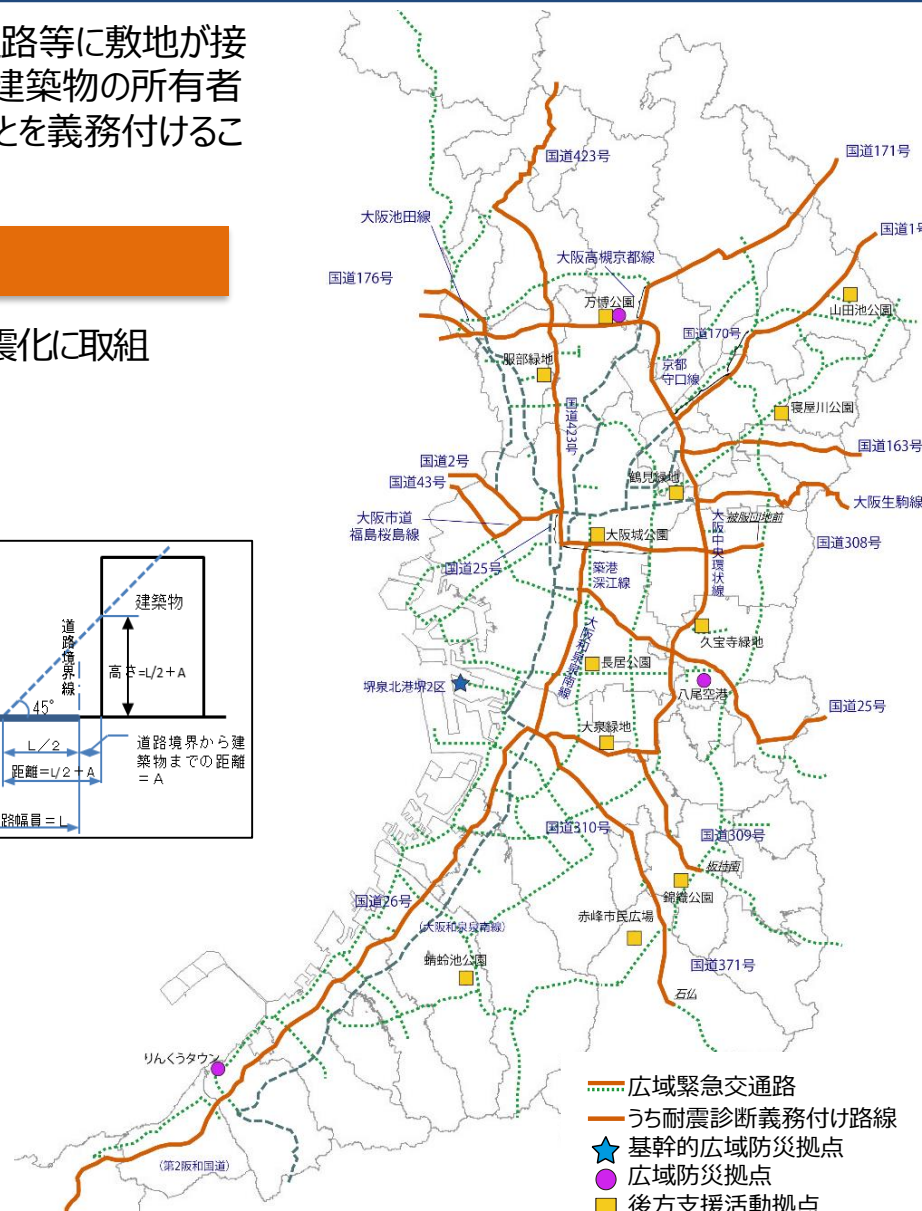 路等に敷地が接
建築物の所有者
とを義務付けるこ
震化に取組
建築物
道路境界線
高さ=L/2+A
45°
L/2
距離=L/2+A
道路境界から建
築物までの距離
=A
路幅員=L
国道423号
国道171号
大阪池田線
国道1号
大阪高槻京都線
国道176号
万博公園
山田池公園
国道170号
服部緑地
京都
守口線
寝屋川公園
国道423号
国道163号
国道2号
鶴見緑地
国道43号
大阪生駒線
大阪市道
福島桜島線
被服団地前
大阪城公園
大阪中央環状線
国道308号
国道25号
築港
深江線
大阪和泉泉南線
久宝寺緑地
長居公園
堺泉北港堺2区
八尾空港
国道25号
大泉緑地
国道310号
国道309号
板持南
錦織公園
国道26号
赤峰市民広場
(大阪和泉泉南線)
蜻蛉池公園
国道371号
石仏
りんくうタウン
(第2阪和国道)
広域緊急交通路
うち耐震診断義務付け路線
基幹的広域防災拠点
広域防災拠点
後方支援活動拠点